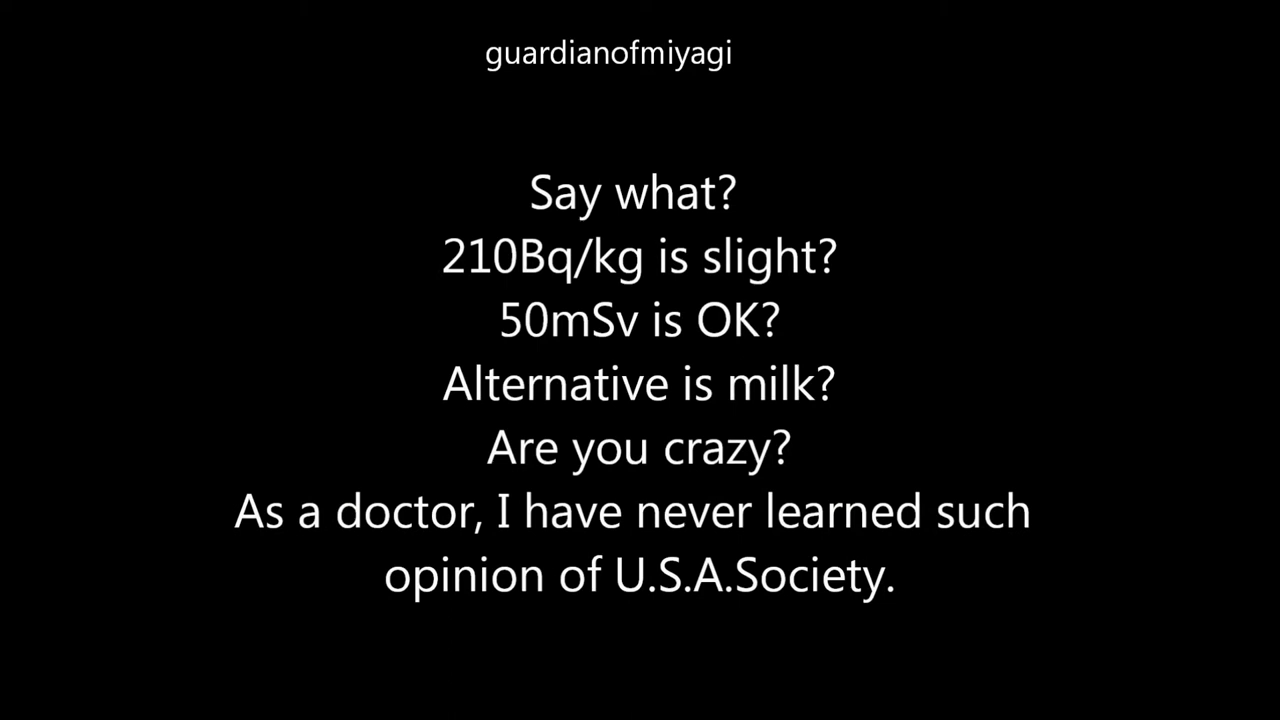 guardianofmiyagi
Say what?
210Bq/kg is slight?
50mSv is OK?
Alternative is milk?
Are you crazy?
As a doctor, I have never learned such
opinion of U.S.A.Society.